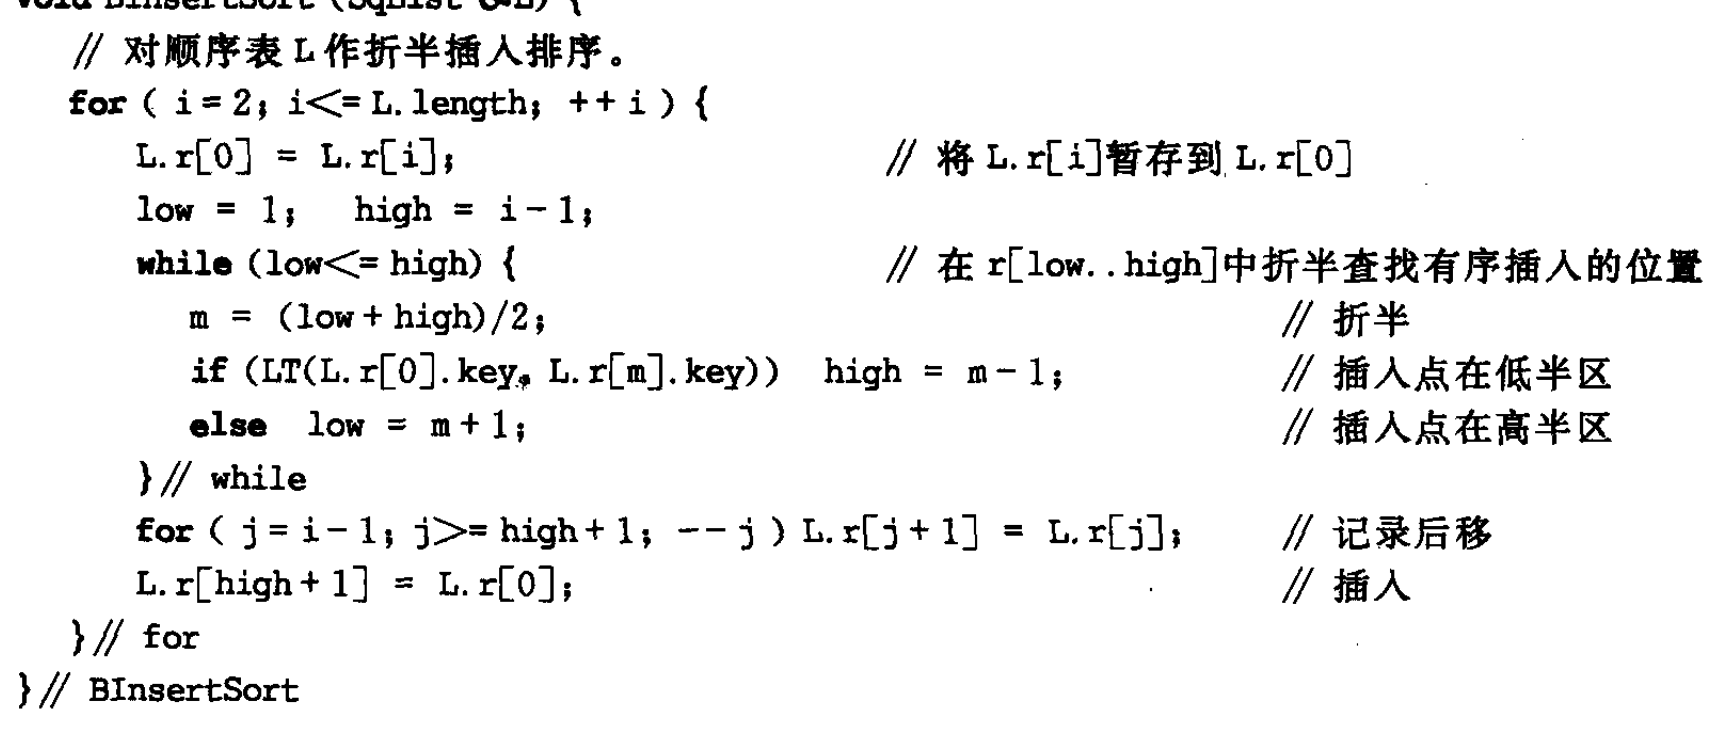 void BInsertSort (SqList &L) {
// 对顺序表 L 作折半插入排序。
for ( i = 2; i<= L. length; ++ i ) {
L. r[0] = L. r[i]; // 将 L. r[i]暂存到 L. r[0]
low = 1; high = i - 1;
while (low<= high) { // 在 r[low..high]中折半查找有序插入的位置
m = (low + high)/2; // 折半
if (LT(L. r[0].key, L. r[m].key)) high = m - 1; // 插入点在低半区
else low = m + 1; // 插入点在高半区
}// while
for ( j = i - 1; j>= high + 1; -- j ) L. r[j + 1] = L. r[j]; // 记录后移
L. r[high + 1] = L. r[0]; // 插入
}// for
}// BInsertSort